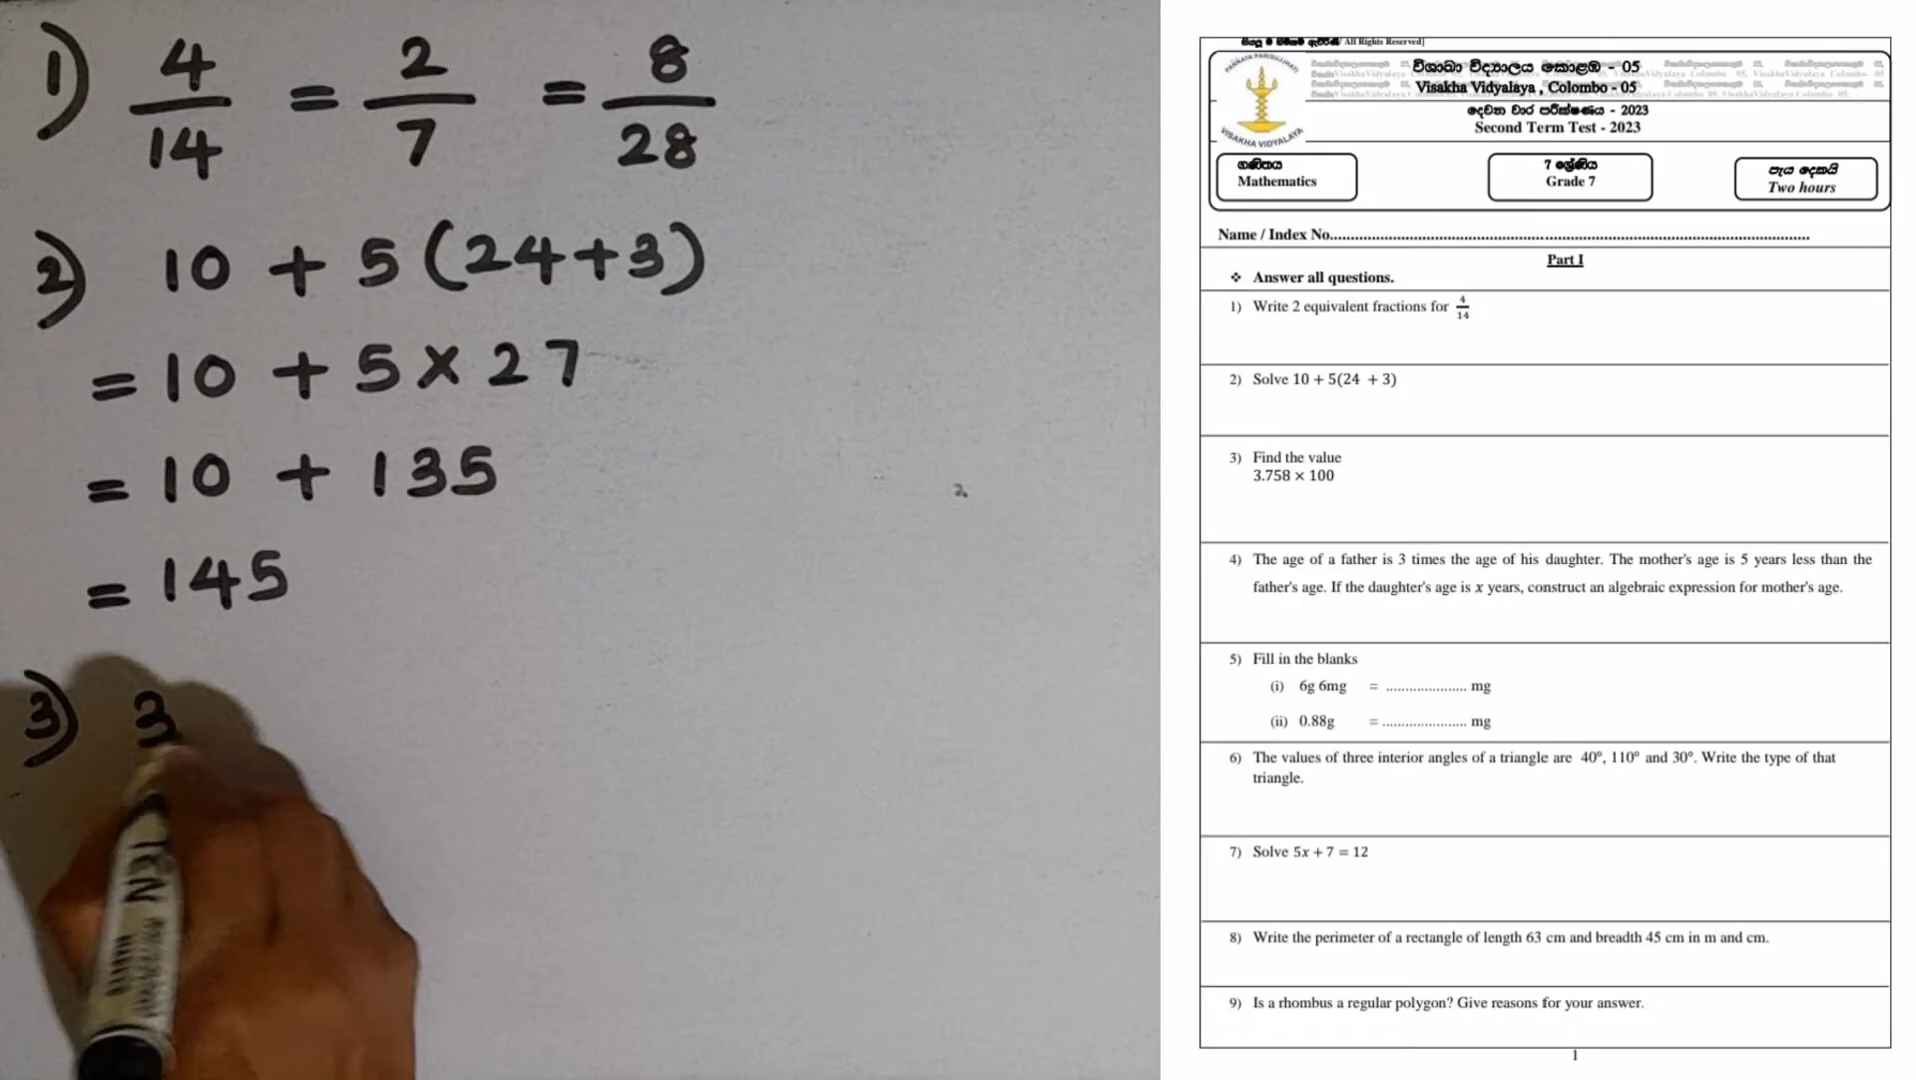 1) 4/14 = 2/7 = 8/28
2) 10 + 5 (24+3)
= 10 + 5 × 27
= 10 + 135
= 145
3) 3
All Rights Reserved]
විශාඛා විද්‍යාලය කොළඹ - 05
Visakha Vidyalaya , Colombo - 05
දෙවන වාර පරීක්ෂණය - 2023
Second Term Test - 2023
VISAKHA VIDYALAYA
ගණිතය
Mathematics
7 ශ්‍රේණිය
Grade 7
පැය දෙකයි
Two hours
Name / Index No.
Part I
❖ Answer all questions.
1) Write 2 equivalent fractions for 4/14
2) Solve 10 + 5(24 + 3)
3) Find the value
3.758 × 100
4) The age of a father is 3 times the age of his daughter. The mother's age is 5 years less than the
father's age. If the daughter's age is x years, construct an algebraic expression for mother's age.
5) Fill in the blanks
(i) 6g 6mg = ..................... mg
(ii) 0.88g = ...................... mg
6) The values of three interior angles of a triangle are 40°, 110° and 30°. Write the type of that
triangle.
7) Solve 5x + 7 = 12
8) Write the perimeter of a rectangle of length 63 cm and breadth 45 cm in m and cm.
9) Is a rhombus a regular polygon? Give reasons for your answer.
1